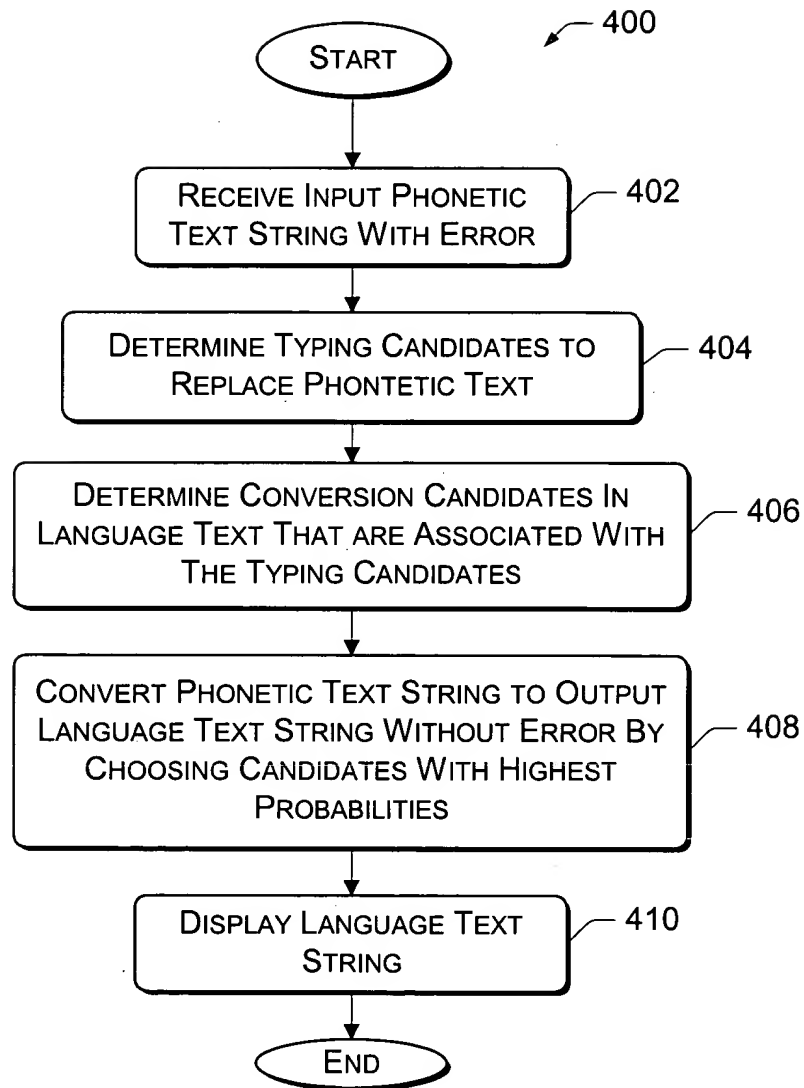 400
START
RECEIVE INPUT PHONETIC
TEXT STRING WITH ERROR
402
DETERMINE TYPING CANDIDATES TO
REPLACE PHONTETIC TEXT
404
DETERMINE CONVERSION CANDIDATES IN
LANGUAGE TEXT THAT ARE ASSOCIATED WITH
THE TYPING CANDIDATES
406
CONVERT PHONETIC TEXT STRING TO OUTPUT
LANGUAGE TEXT STRING WITHOUT ERROR BY
CHOOSING CANDIDATES WITH HIGHEST
PROBABILITIES
408
DISPLAY LANGUAGE TEXT
STRING
410
END